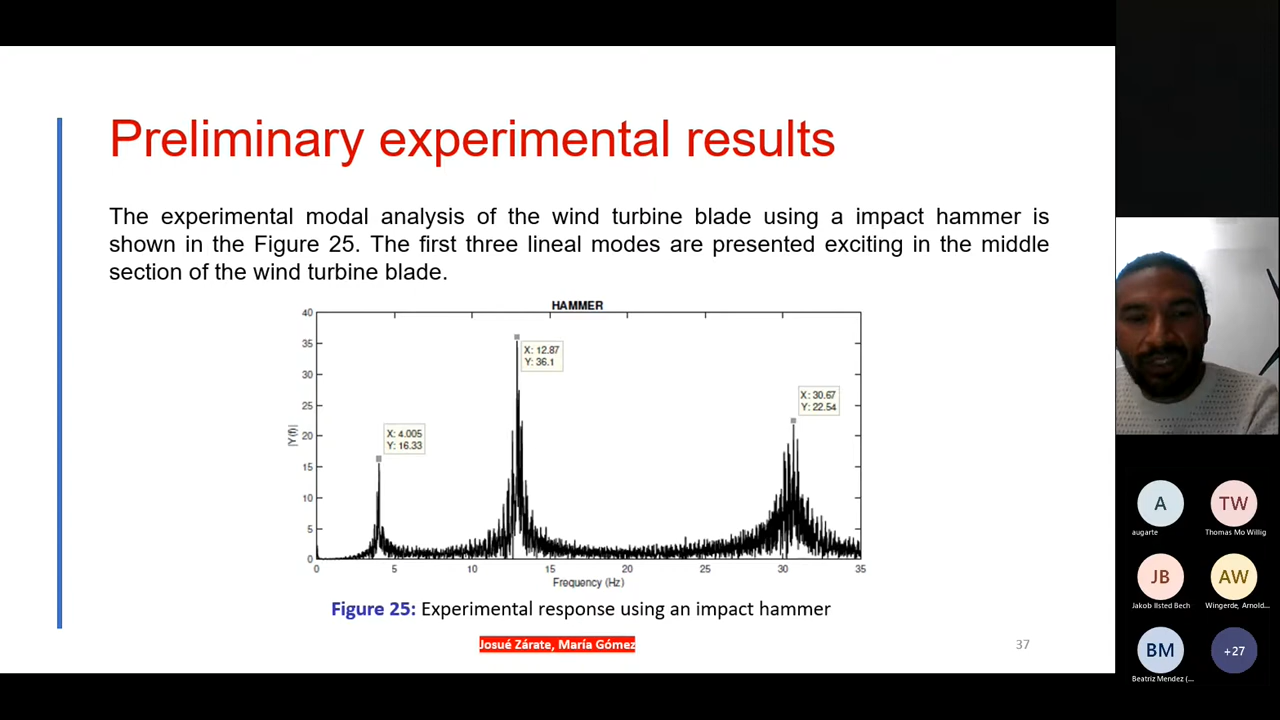 Preliminary experimental results
The experimental modal analysis of the wind turbine blade using a impact hammer is
shown in the Figure 25. The first three lineal modes are presented exciting in the middle
section of the wind turbine blade.
HAMMER
40
35
30
25
20
15
10
5
0
|Y(f)|
X: 4.005
Y: 16.33
X: 12.87
Y: 36.1
X: 30.67
Y: 22.54
0 5 10 15 20 25 30 35
Frequency (Hz)
Figure 25: Experimental response using an impact hammer
Josué Zárate, María Gómez
37
A
augarte
TW
Thomas Mo Willig
JB
Jakob Ilsted Bech
AW
Wingerde, Arnold...
BM
Beatriz Mendez (...
+27